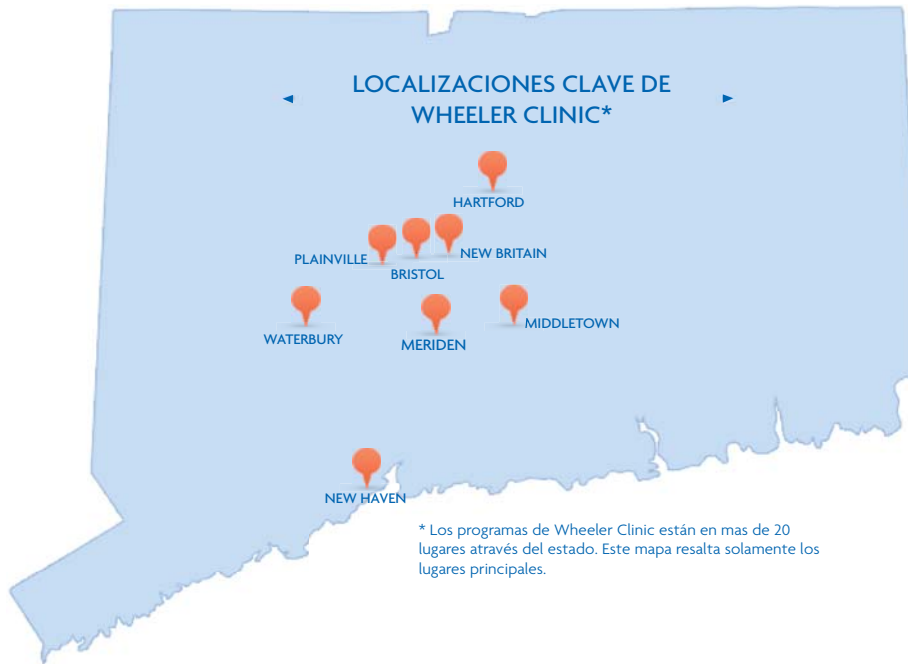 LOCALIZACIONES CLAVE DE
WHEELER CLINIC*
HARTFORD
PLAINVILLE
NEW BRITAIN
BRISTOL
WATERBURY
MERIDEN
MIDDLETOWN
NEW HAVEN
* Los programas de Wheeler Clinic están en mas de 20
lugares através del estado. Este mapa resalta solamente los
lugares principales.